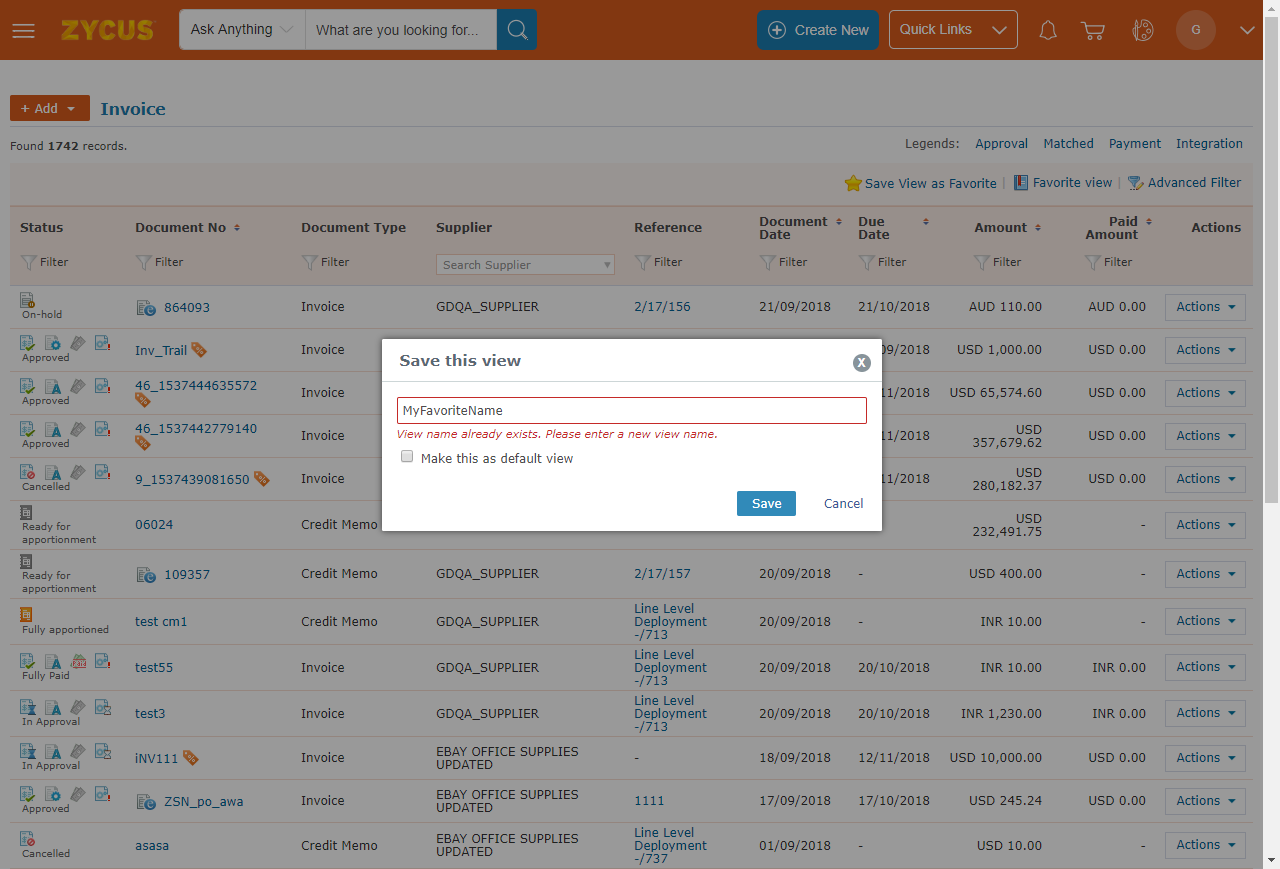 ZYCUS
Ask Anything
What are you looking for...
Create New
Quick Links
G
+ Add
Invoice
Found 1742 records.
Legends: Approval Matched Payment Integration
Save View as Favorite | Favorite view | Advanced Filter
Status Document No Document Type Supplier Reference Document Date Due Date Amount Paid Amount Actions
Filter Filter Filter Search Supplier Filter Filter Filter Filter Filter
On-hold 864093 Invoice GDQA_SUPPLIER 2/17/156 21/09/2018 21/10/2018 AUD 110.00 AUD 0.00 Actions
Approved Inv_Trail Invoice 09/2018 USD 1,000.00 USD 0.00 Actions
Approved 46_1537444635572 Invoice 11/2018 USD 65,574.60 USD 0.00 Actions
Approved 46_1537442779140 Invoice 11/2018 USD 357,679.62 USD 0.00 Actions
Cancelled 9_1537439081650 Invoice 11/2018 USD 280,182.37 USD 0.00 Actions
Ready for apportionment 06024 Credit Memo USD 232,491.75 - Actions
Save this view
X
MyFavoriteName
View name already exists. Please enter a new view name.
Make this as default view
Save Cancel
Ready for apportionment 109357 Credit Memo GDQA_SUPPLIER 2/17/157 20/09/2018 - USD 400.00 - Actions
Fully apportioned test cm1 Credit Memo GDQA_SUPPLIER Line Level Deployment -/713 20/09/2018 - INR 10.00 - Actions
Fully Paid test55 Invoice GDQA_SUPPLIER Line Level Deployment -/713 20/09/2018 20/10/2018 INR 10.00 INR 0.00 Actions
In Approval test3 Invoice GDQA_SUPPLIER Line Level Deployment -/713 20/09/2018 20/10/2018 INR 1,230.00 INR 0.00 Actions
In Approval iNV111 Invoice EBAY OFFICE SUPPLIES UPDATED - 18/09/2018 12/11/2018 USD 10,000.00 USD 0.00 Actions
Approved ZSN_po_awa Invoice EBAY OFFICE SUPPLIES UPDATED 1111 17/09/2018 17/10/2018 USD 245.24 USD 0.00 Actions
Cancelled asasa Credit Memo EBAY OFFICE SUPPLIES UPDATED Line Level Deployment -/737 01/09/2018 - USD 10.00 - Actions